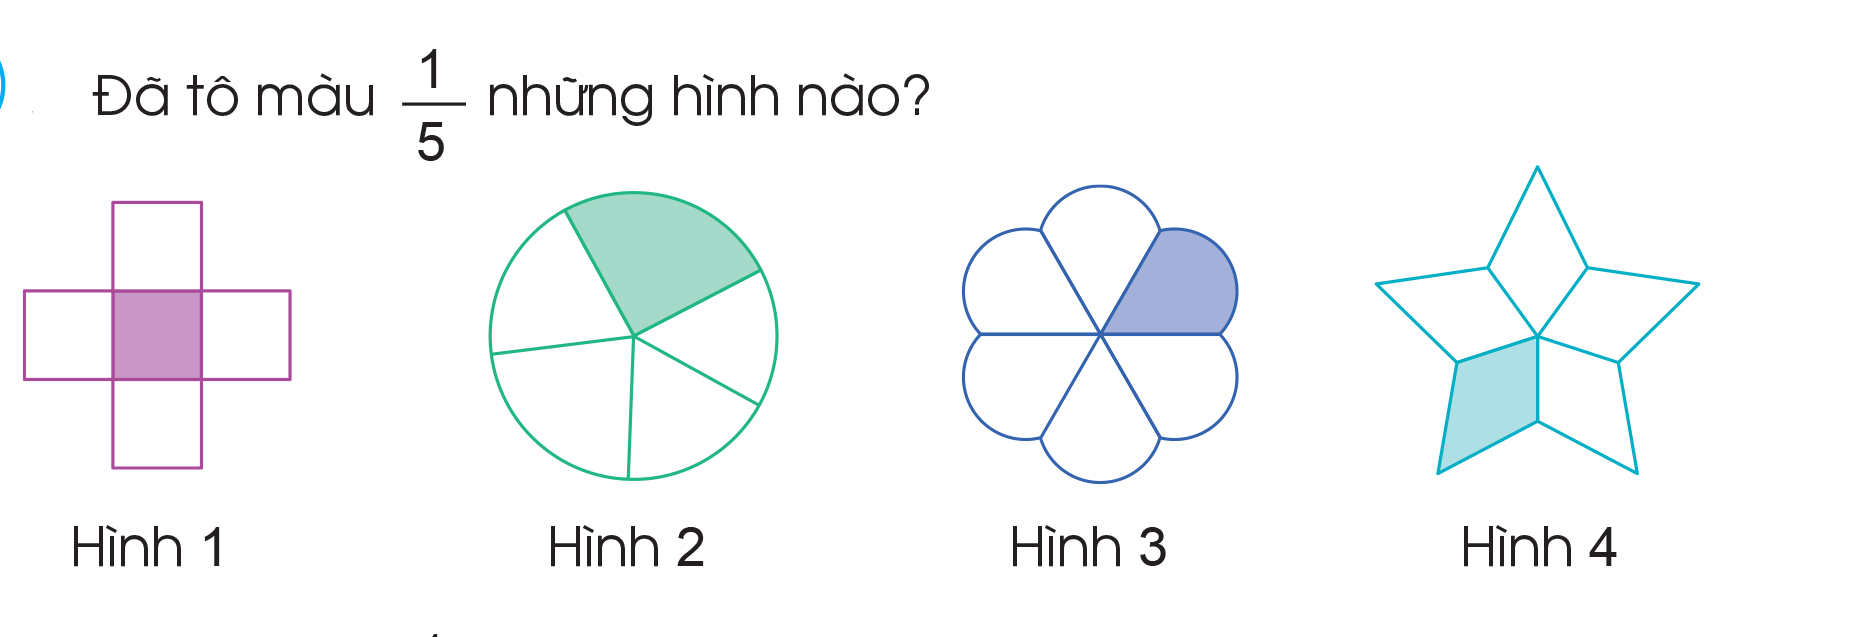 Đã tô màu 1/5 những hình nào?
Hình 1 Hình 2 Hình 3 Hình 4